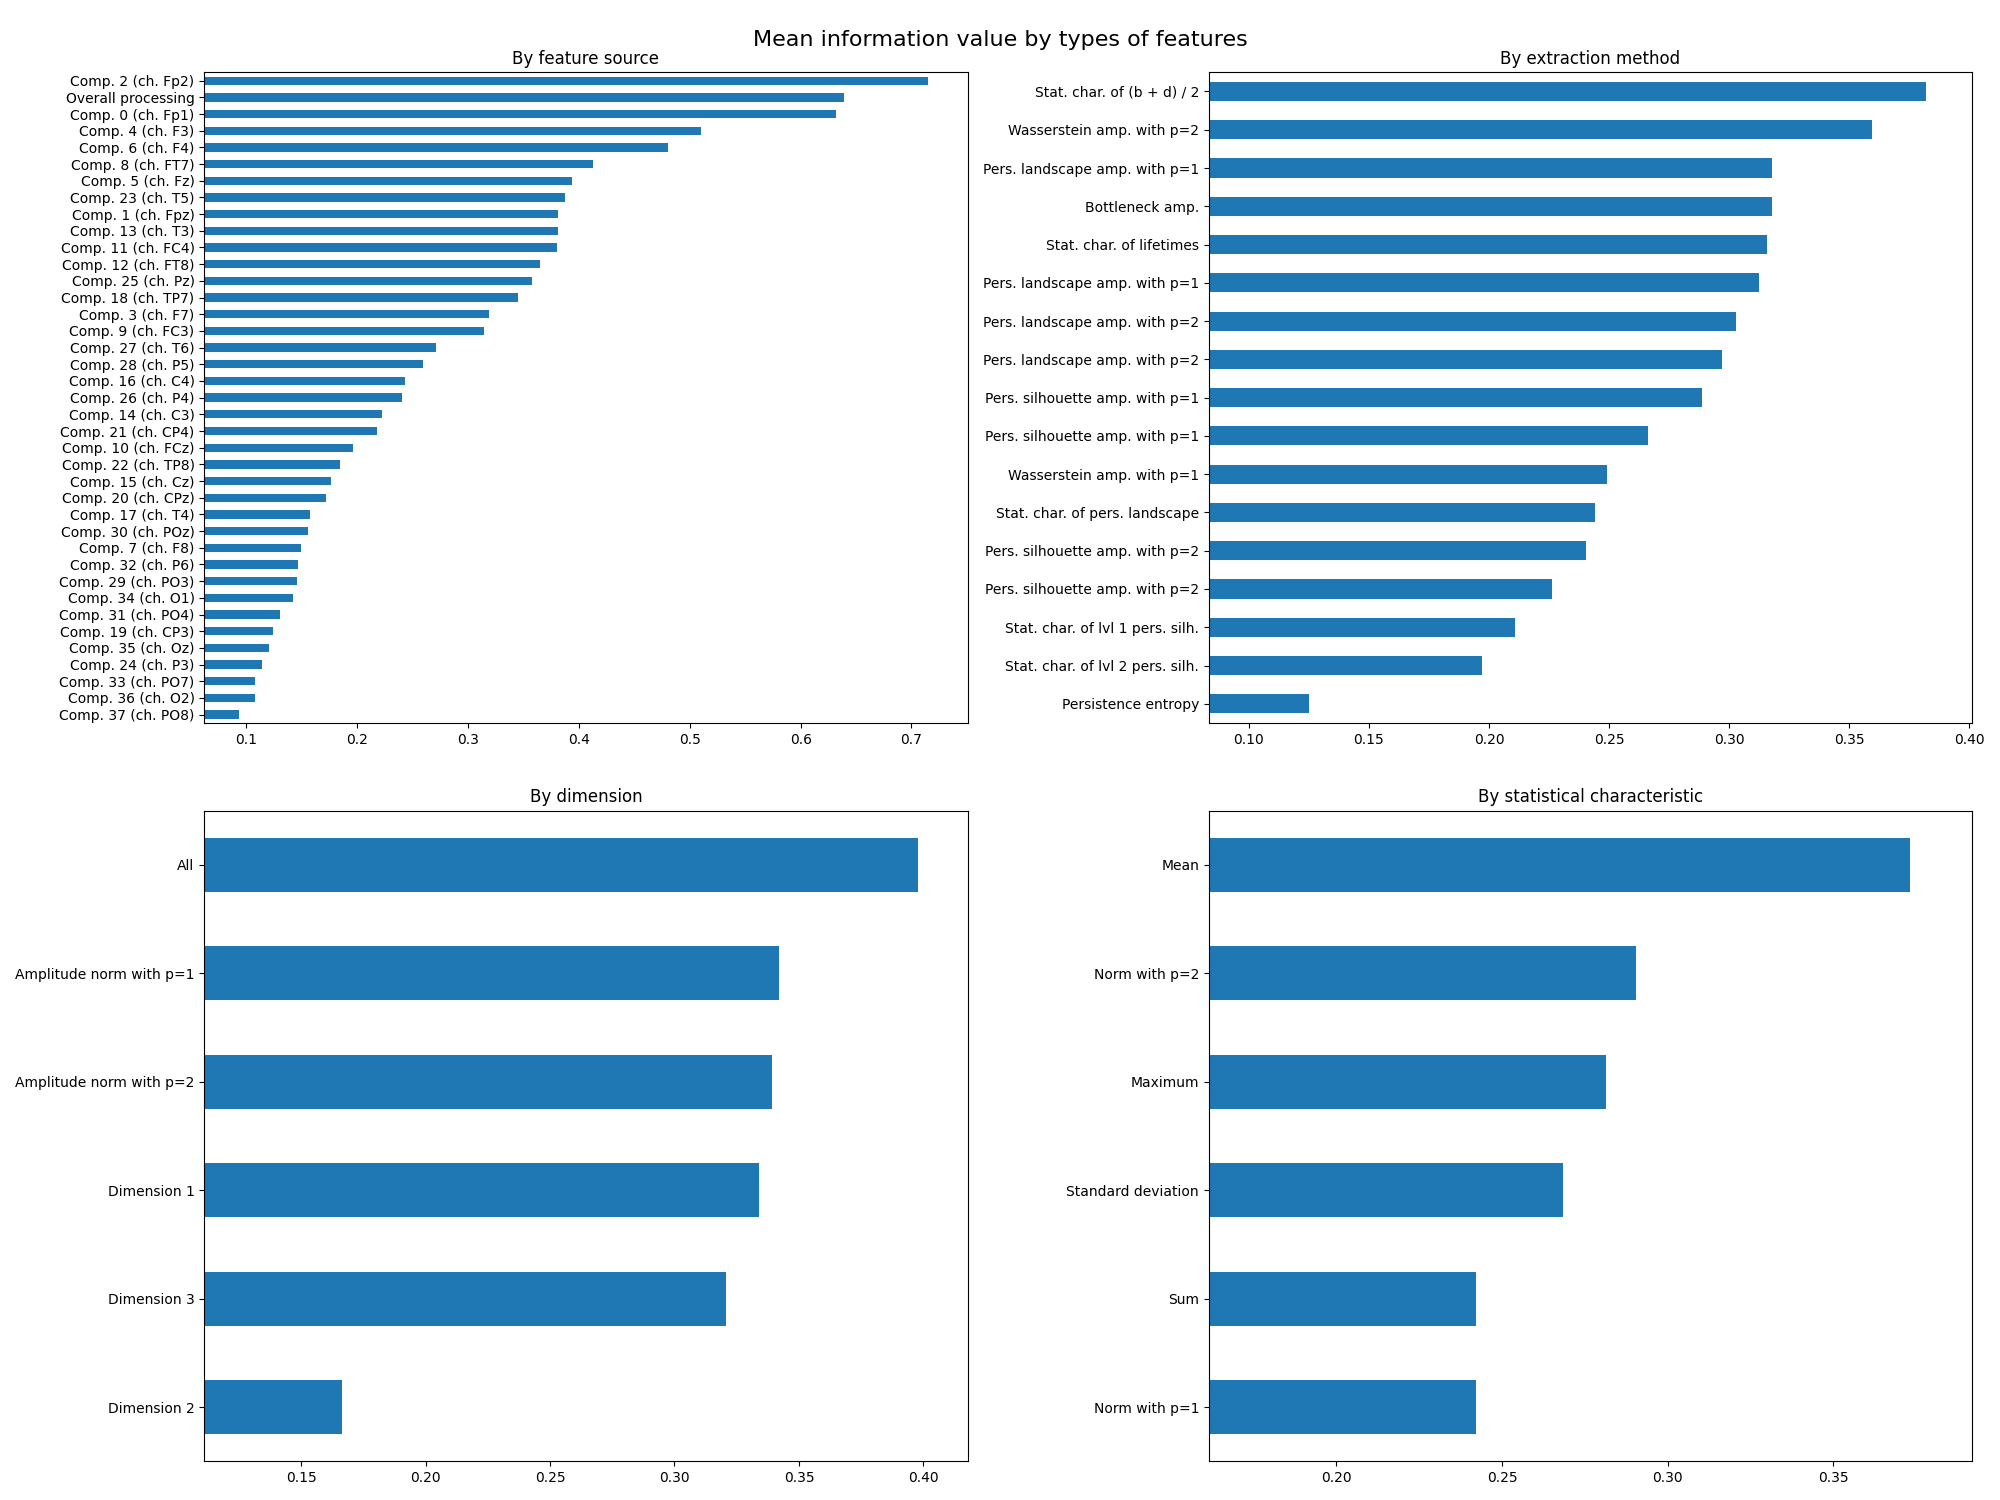 Mean information value by types of features
By feature source
Comp. 2 (ch. Fp2)
Overall processing
Comp. 0 (ch. Fp1)
Comp. 4 (ch. F3)
Comp. 6 (ch. F4)
Comp. 8 (ch. FT7)
Comp. 5 (ch. Fz)
Comp. 23 (ch. T5)
Comp. 1 (ch. Fpz)
Comp. 13 (ch. T3)
Comp. 11 (ch. FC4)
Comp. 12 (ch. FT8)
Comp. 25 (ch. Pz)
Comp. 18 (ch. TP7)
Comp. 3 (ch. F7)
Comp. 9 (ch. FC3)
Comp. 27 (ch. T6)
Comp. 28 (ch. P5)
Comp. 16 (ch. C4)
Comp. 26 (ch. P4)
Comp. 14 (ch. C3)
Comp. 21 (ch. CP4)
Comp. 10 (ch. FCz)
Comp. 22 (ch. TP8)
Comp. 15 (ch. Cz)
Comp. 20 (ch. CPz)
Comp. 17 (ch. T4)
Comp. 30 (ch. POz)
Comp. 7 (ch. F8)
Comp. 32 (ch. P6)
Comp. 29 (ch. PO3)
Comp. 34 (ch. O1)
Comp. 31 (ch. PO4)
Comp. 19 (ch. CP3)
Comp. 35 (ch. Oz)
Comp. 24 (ch. P3)
Comp. 33 (ch. PO7)
Comp. 36 (ch. O2)
Comp. 37 (ch. PO8)
0.1 0.2 0.3 0.4 0.5 0.6 0.7
By extraction method
Stat. char. of (b + d) / 2
Wasserstein amp. with p=2
Pers. landscape amp. with p=1
Bottleneck amp.
Stat. char. of lifetimes
Pers. landscape amp. with p=1
Pers. landscape amp. with p=2
Pers. landscape amp. with p=2
Pers. silhouette amp. with p=1
Pers. silhouette amp. with p=1
Wasserstein amp. with p=1
Stat. char. of pers. landscape
Pers. silhouette amp. with p=2
Pers. silhouette amp. with p=2
Stat. char. of lvl 1 pers. silh.
Stat. char. of lvl 2 pers. silh.
Persistence entropy
0.10 0.15 0.20 0.25 0.30 0.35 0.40
By dimension
All
Amplitude norm with p=1
Amplitude norm with p=2
Dimension 1
Dimension 3
Dimension 2
0.15 0.20 0.25 0.30 0.35 0.40
By statistical characteristic
Mean
Norm with p=2
Maximum
Standard deviation
Sum
Norm with p=1
0.20 0.25 0.30 0.35